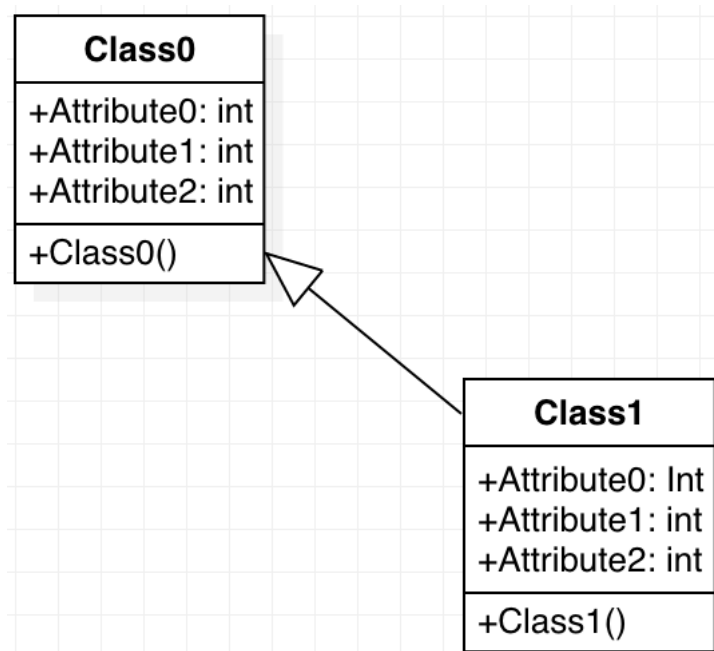 Class0
+Attribute0: int
+Attribute1: int
+Attribute2: int
+Class0()
Class1
+Attribute0: Int
+Attribute1: int
+Attribute2: int
+Class1()